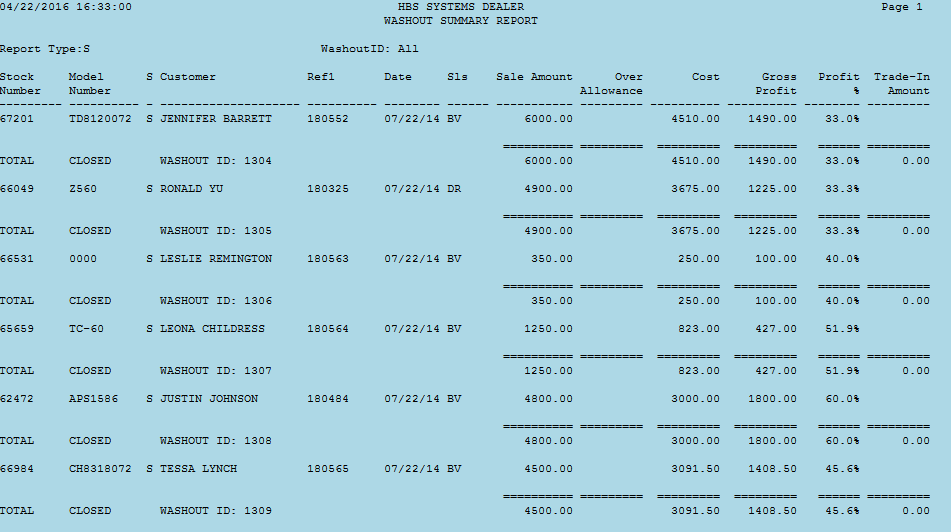 04/22/2016 16:33:00 HBS SYSTEMS DEALER Page 1
WASHOUT SUMMARY REPORT
Report Type:S WashoutID: All
Stock Model S Customer Ref1 Date Sls Sale Amount Over Cost Gross Profit Trade-In
Number Number Allowance Profit % Amount
--------- ---------- - -------------------- ---------- -------- ------ ----------- --------- ---------- --------- -------- ---------
67201 TD8120072 S JENNIFER BARRETT 180552 07/22/14 BV 6000.00 4510.00 1490.00 33.0%
=========== ========= ========= ========= ====== =========
TOTAL CLOSED WASHOUT ID: 1304 6000.00 4510.00 1490.00 33.0% 0.00
66049 Z560 S RONALD YU 180325 07/22/14 DR 4900.00 3675.00 1225.00 33.3%
=========== ========= ========= ========= ====== =========
TOTAL CLOSED WASHOUT ID: 1305 4900.00 3675.00 1225.00 33.3% 0.00
66531 0000 S LESLIE REMINGTON 180563 07/22/14 BV 350.00 250.00 100.00 40.0%
=========== ========= ========= ========= ====== =========
TOTAL CLOSED WASHOUT ID: 1306 350.00 250.00 100.00 40.0% 0.00
65659 TC-60 S LEONA CHILDRESS 180564 07/22/14 BV 1250.00 823.00 427.00 51.9%
=========== ========= ========= ========= ====== =========
TOTAL CLOSED WASHOUT ID: 1307 1250.00 823.00 427.00 51.9% 0.00
62472 APS1586 S JUSTIN JOHNSON 180484 07/22/14 BV 4800.00 3000.00 1800.00 60.0%
=========== ========= ========= ========= ====== =========
TOTAL CLOSED WASHOUT ID: 1308 4800.00 3000.00 1800.00 60.0% 0.00
66984 CH8318072 S TESSA LYNCH 180565 07/22/14 BV 4500.00 3091.50 1408.50 45.6%
=========== ========= ========= ========= ====== =========
TOTAL CLOSED WASHOUT ID: 1309 4500.00 3091.50 1408.50 45.6% 0.00